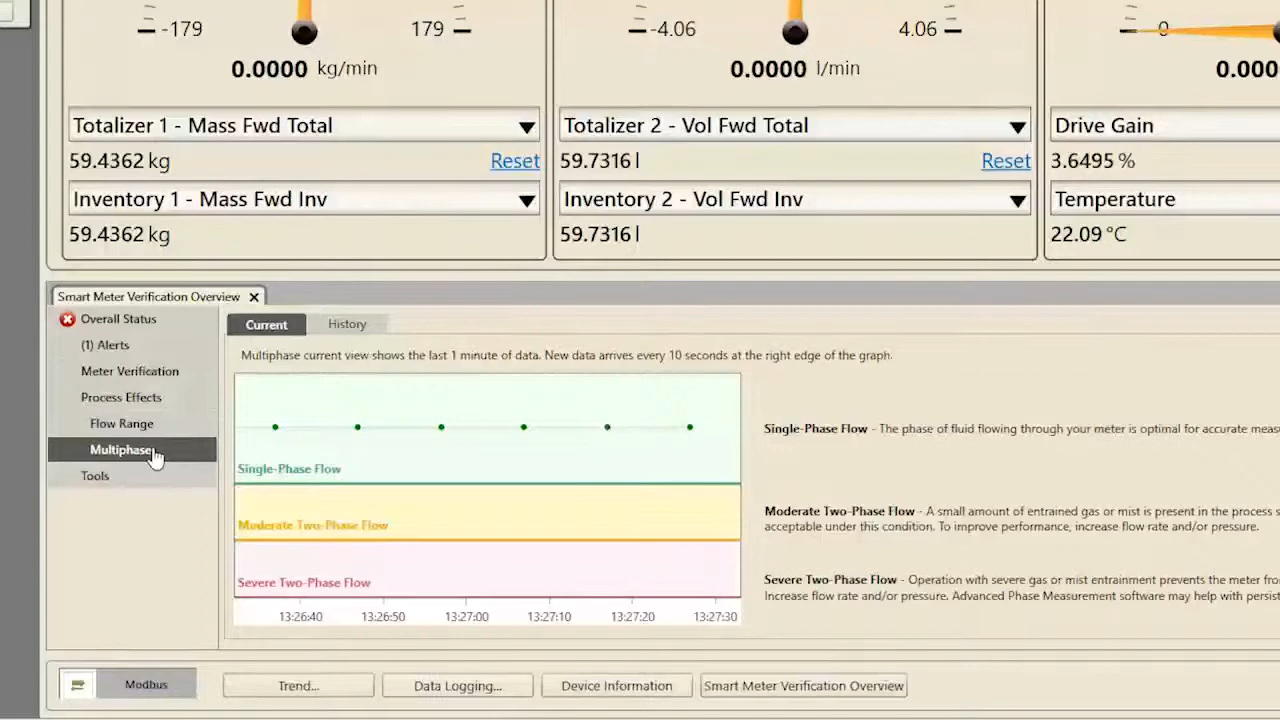 -179
179
-4.06
4.06
0
0.0000 kg/min
0.0000 l/min
0.000
Totalizer 1 - Mass Fwd Total
Totalizer 2 - Vol Fwd Total
Drive Gain
59.4362 kg
Reset
59.7316 l
Reset
3.6495 %
Inventory 1 - Mass Fwd Inv
Inventory 2 - Vol Fwd Inv
Temperature
59.4362 kg
59.7316 l
22.09 °C
Smart Meter Verification Overview
Overall Status
(1) Alerts
Meter Verification
Process Effects
Flow Range
Multiphase
Tools
Current
History
Multiphase current view shows the last 1 minute of data. New data arrives every 10 seconds at the right edge of the graph.
Single-Phase Flow
Moderate Two-Phase Flow
Severe Two-Phase Flow
13:26:40
13:26:50
13:27:00
13:27:10
13:27:20
13:27:30
Single-Phase Flow - The phase of fluid flowing through your meter is optimal for accurate meas
Moderate Two-Phase Flow - A small amount of entrained gas or mist is present in the process s
acceptable under this condition. To improve performance, increase flow rate and/or pressure.
Severe Two-Phase Flow - Operation with severe gas or mist entrainment prevents the meter fro
Increase flow rate and/or pressure. Advanced Phase Measurement software may help with persist
Modbus
Trend...
Data Logging...
Device Information
Smart Meter Verification Overview